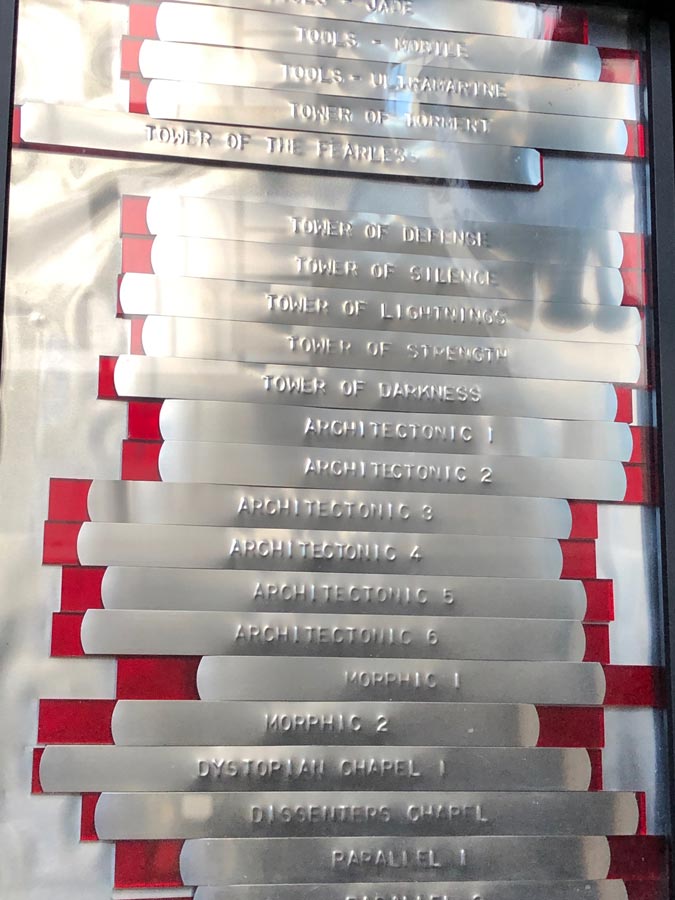 JADE
TOOLS - MOBILE
TOOLS - ULTRAMARINE
TOWER OF TORMENT
TOWER OF THE FEARLESS
TOWER OF DEFENSE
TOWER OF SILENCE
TOWER OF LIGHTNINGS
TOWER OF STRENGTH
TOWER OF DARKNESS
ARCHITECTONIC 1
ARCHITECTONIC 2
ARCHITECTONIC 3
ARCHITECTONIC 4
ARCHITECTONIC 5
ARCHITECTONIC 6
MORPHIC 1
MORPHIC 2
DYSTOPIAN CHAPEL 1
DISSENTERS CHAPEL
PARALLEL 1